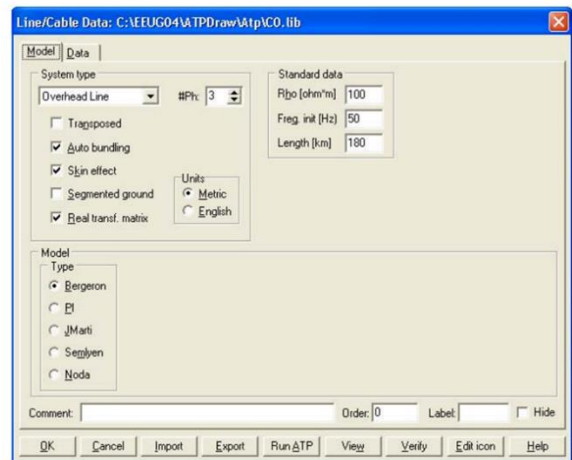 Line/Cable Data: C:\EEUG04\ATPDraw\Atp\CO.lib
Model Data
System type
Overhead Line #Ph: 3
Transposed
Auto bundling
Skin effect
Segmented ground
Real transf. matrix
Units
Metric
English
Standard data
Rho [ohm*m] 100
Freq. init [Hz] 50
Length [km] 180
Model
Type
Bergeron
PI
JMarti
Semlyen
Noda
Comment: Order: 0 Label: Hide
OK Cancel Import Export Run ATP View Verify Edit icon Help